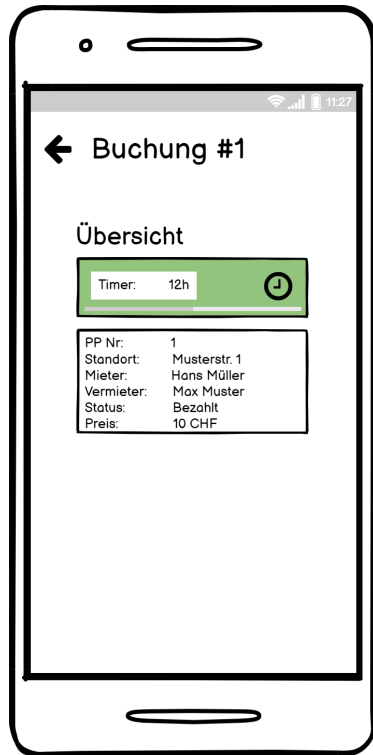 11:27
Buchung #1
Übersicht
Timer: 12h
PP Nr: 1
Standort: Musterstr. 1
Mieter: Hans Müller
Vermieter: Max Muster
Status: Bezahlt
Preis: 10 CHF